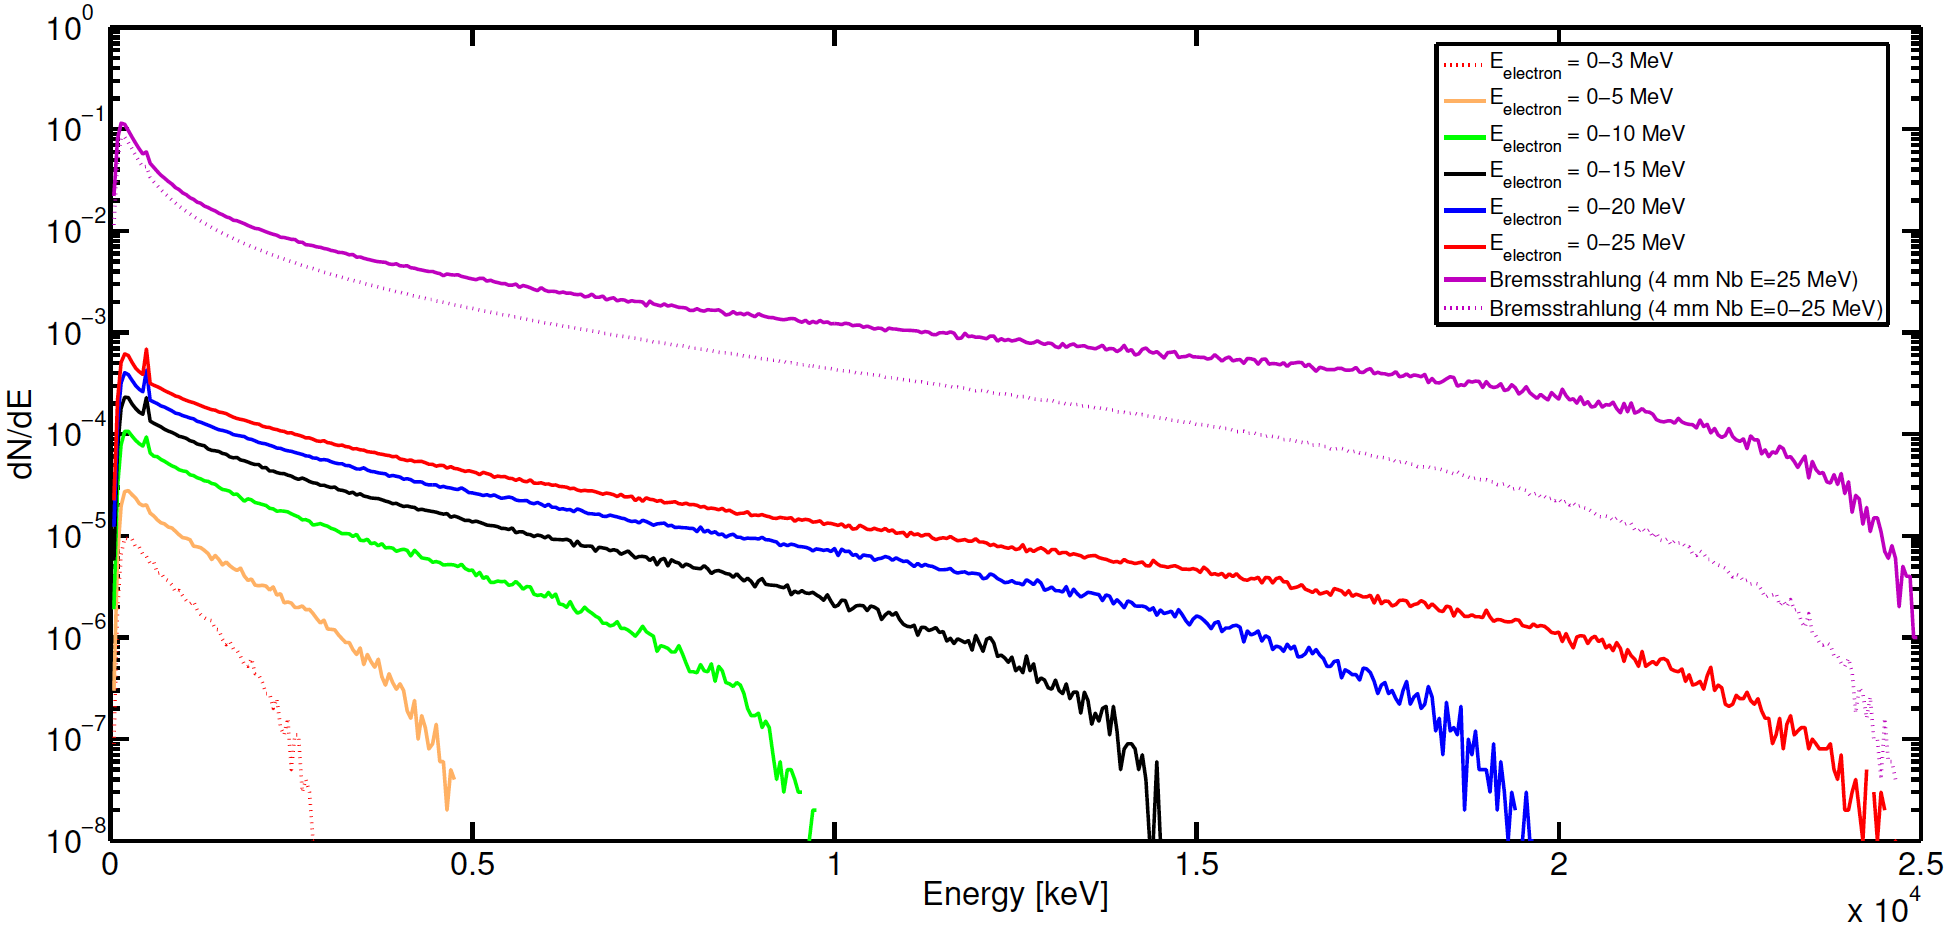 10^0
10^−1
10^−2
10^−3
10^−4
10^−5
10^−6
10^−7
10^−8
dN/dE
E_electron = 0−3 MeV
E_electron = 0−5 MeV
E_electron = 0−10 MeV
E_electron = 0−15 MeV
E_electron = 0−20 MeV
E_electron = 0−25 MeV
Bremsstrahlung (4 mm Nb E=25 MeV)
Bremsstrahlung (4 mm Nb E=0−25 MeV)
0 0.5 1 1.5 2 2.5
Energy [keV]
x 10^4